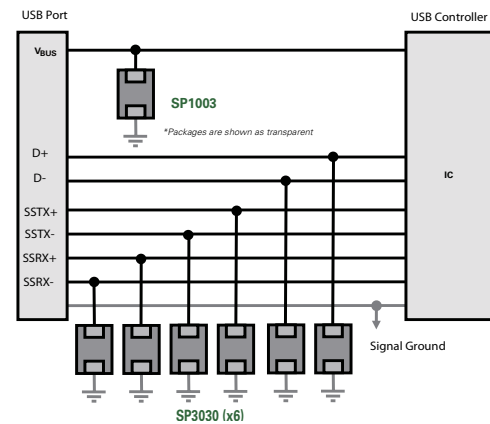 USB Port
USB Controller
VBUS
SP1003
*Packages are shown as transparent
D+
D-
IC
SSTX+
SSTX-
SSRX+
SSRX-
Signal Ground
SP3030 (x6)